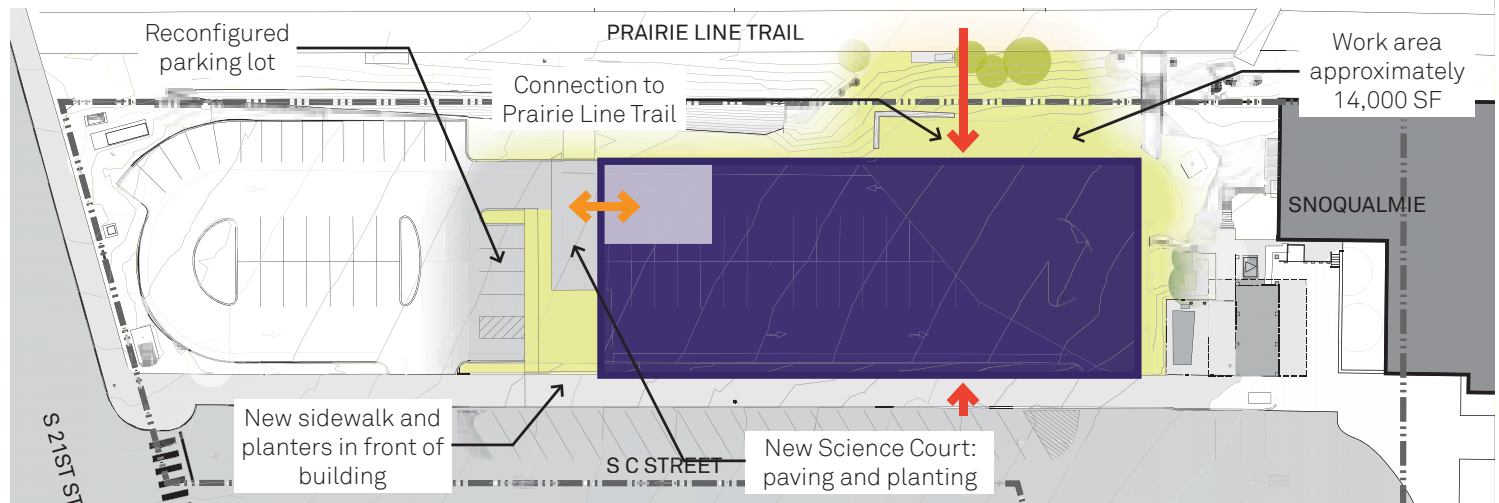 PRAIRIE LINE TRAIL
Reconfigured
parking lot
Connection to
Prairie Line Trail
Work area
approximately
14,000 SF
SNOQUALMIE
S 21ST ST
New sidewalk and
planters in front of
building
S C STREET
New Science Court:
paving and planting